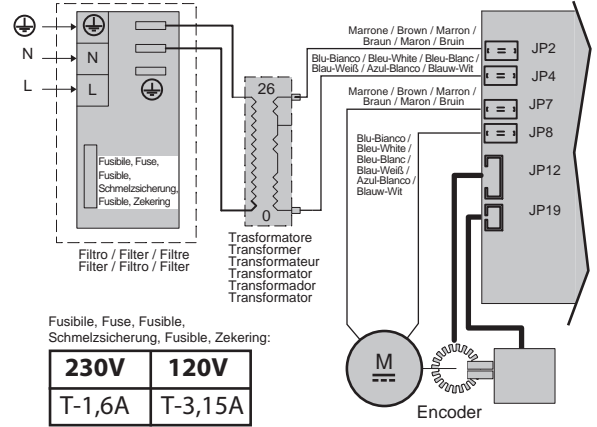 N
L
N
L
Fusibile, Fuse,
Fusible,
Schmelzsicherung,
Fusible, Zekering
Filtro / Filter / Filtre
Filter / Filtro / Filter
26
0
Trasformatore
Transformer
Transformateur
Transformator
Transformador
Transformator
Marrone / Brown / Marron /
Braun / Maron / Bruin
Blu-Bianco / Bleu-White / Bleu-Blanc /
Blau-Weiß / Azul-Blanco / Blauw-Wit
Marrone / Brown / Marron /
Braun / Maron / Bruin
Blu-Bianco /
Bleu-White /
Bleu-Blanc /
Blau-Weiß /
Azul-Blanco /
Blauw-Wit
JP2
JP4
JP7
JP8
JP12
JP19
M
Encoder
Fusibile, Fuse, Fusible,
Schmelzsicherung, Fusible, Zekering:
230V 120V
T-1,6A T-3,15A